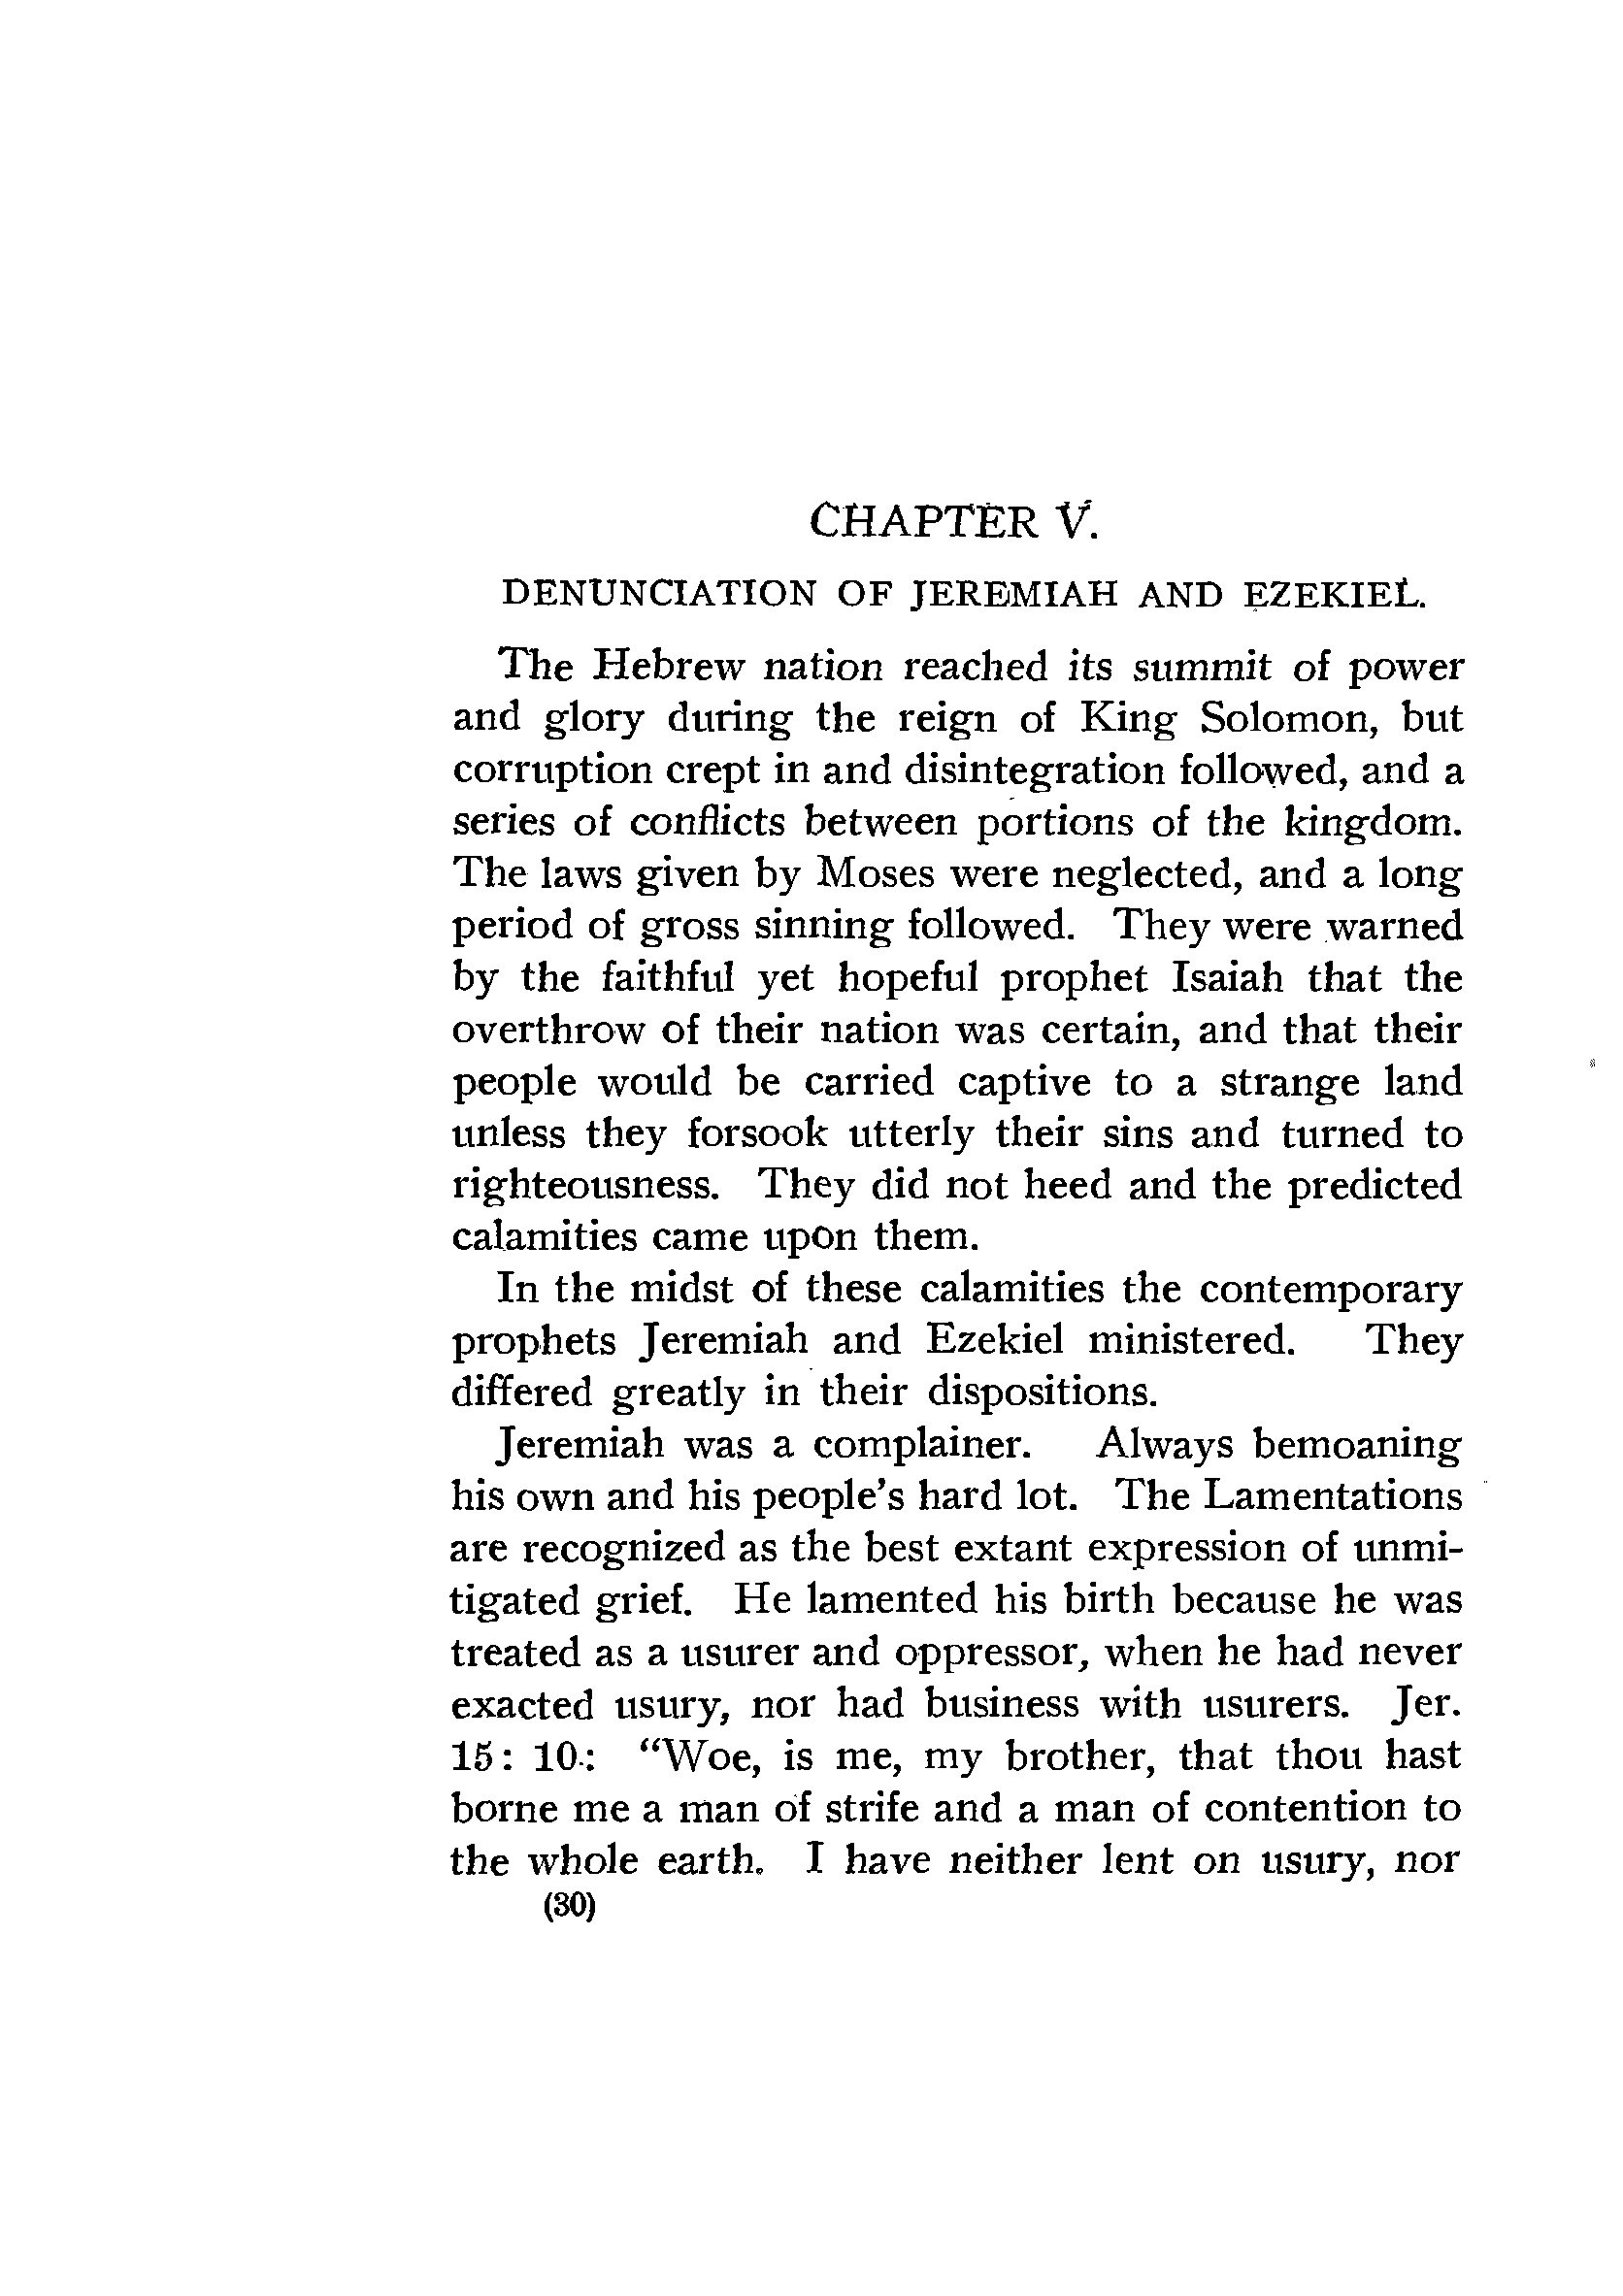 CHAPTER V.
DENUNCIATION OF JEREMIAH AND EZEKIEL.
The Hebrew nation reached its summit of power
and glory during the reign of King Solomon, but
corruption crept in and disintegration followed, and a
series of conflicts between portions of the kingdom.
The laws given by Moses were neglected, and a long
period of gross sinning followed. They were warned
by the faithful yet hopeful prophet Isaiah that the
overthrow of their nation was certain, and that their
people would be carried captive to a strange land
unless they forsook utterly their sins and turned to
righteousness. They did not heed and the predicted
calamities came upon them.
In the midst of these calamities the contemporary
prophets Jeremiah and Ezekiel ministered. They
differed greatly in their dispositions.
Jeremiah was a complainer. Always bemoaning
his own and his people's hard lot. The Lamentations
are recognized as the best extant expression of unmi-
tigated grief. He lamented his birth because he was
treated as a usurer and oppressor, when he had never
exacted usury, nor had business with usurers. Jer.
15: 10: "Woe, is me, my brother, that thou hast
borne me a man of strife and a man of contention to
the whole earth. I have neither lent on usury, nor
(30)